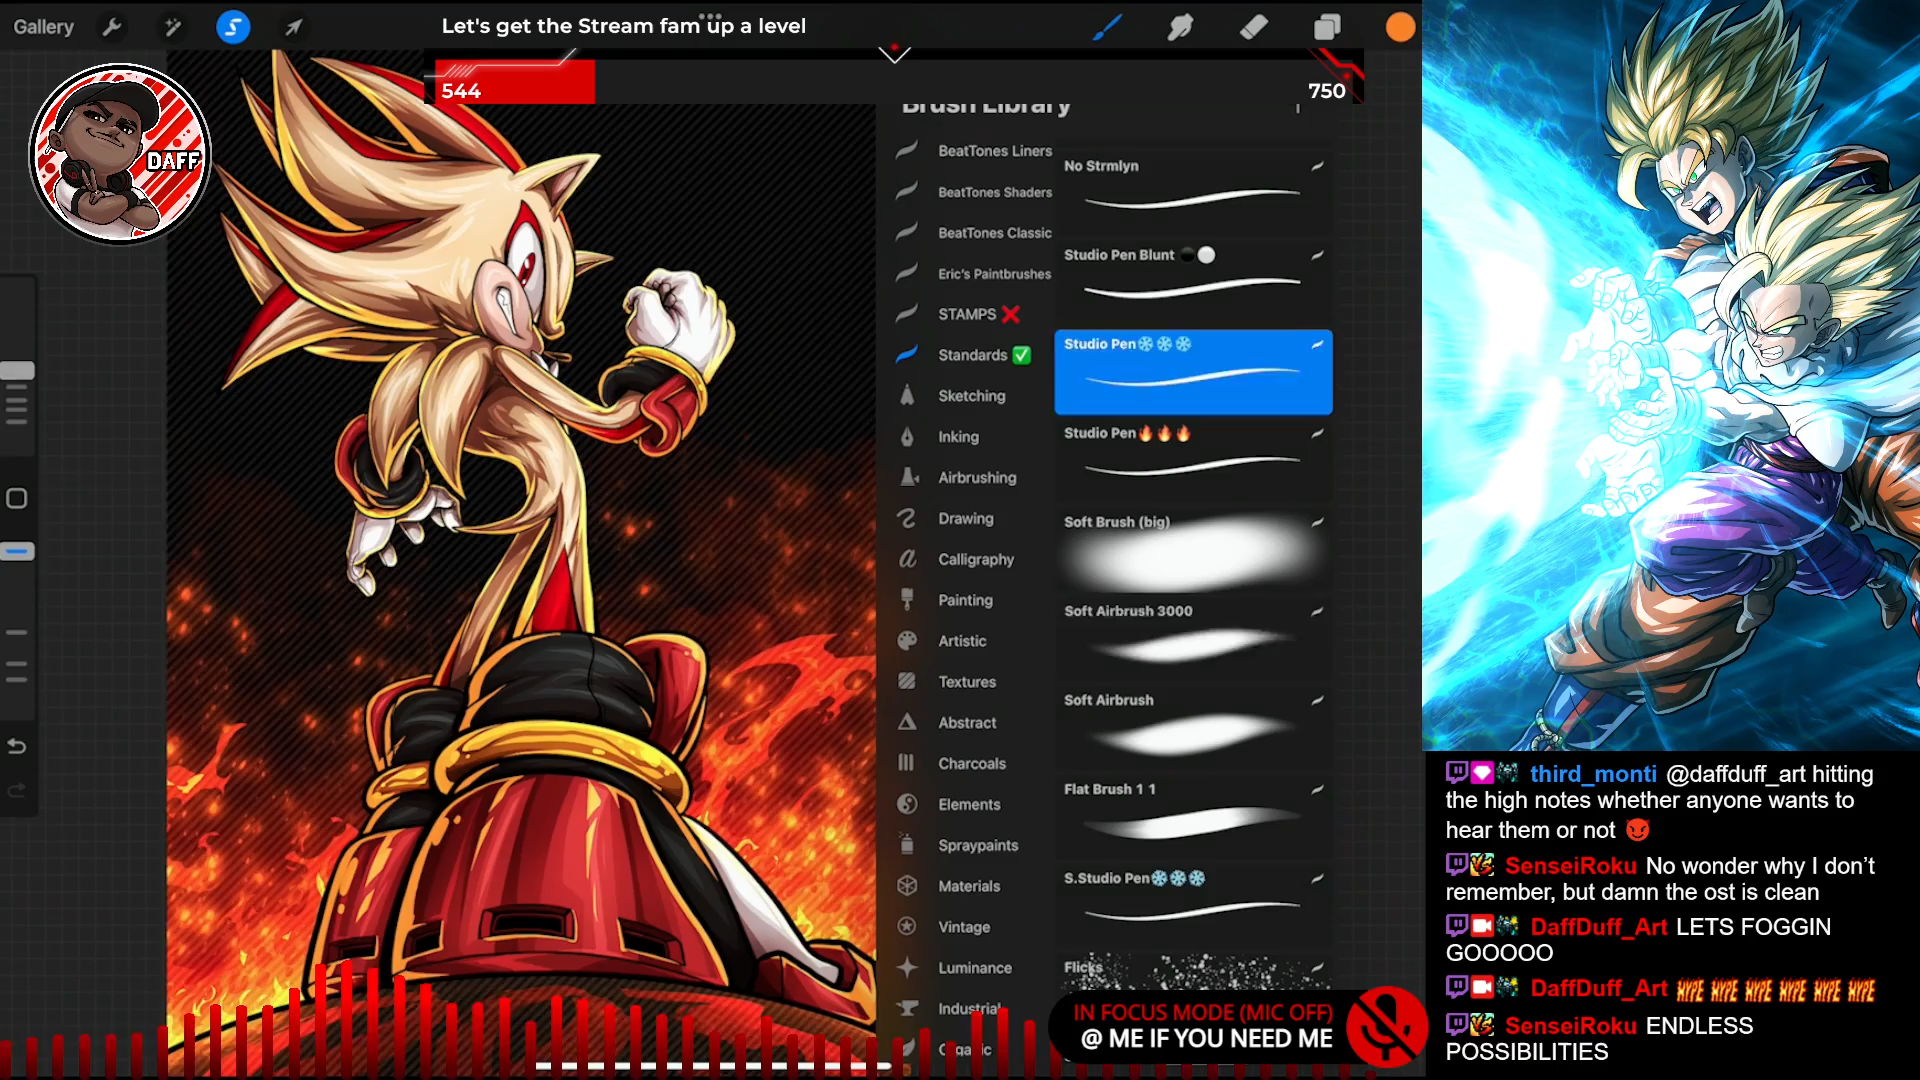 Gallery
Let's get the Stream fam up a level
544
750
DAFF
Brush Library
BeatTones Liners
BeatTones Shaders
BeatTones Classic
Eric's Paintbrushes
STAMPS ❌
Standards ✅
Sketching
Inking
Airbrushing
Drawing
Calligraphy
Painting
Artistic
Textures
Abstract
Charcoals
Elements
Spraypaints
Materials
Vintage
Luminance
Industrial
Organic
No Strmlyn
Studio Pen Blunt ⚫⚪
Studio Pen❄️❄️❄️
Studio Pen🔥🔥🔥
Soft Brush (big)
Soft Airbrush 3000
Soft Airbrush
Flat Brush 1 1
S.Studio Pen❄️❄️❄️
Flicks
IN FOCUS MODE (MIC OFF)
@ ME IF YOU NEED ME
third_monti @daffduff_art hitting
the high notes whether anyone wants to
hear them or not 😈
SenseiRoku No wonder why I don't
remember, but damn the ost is clean
DaffDuff_Art LETS FOGGIN
GOOOOO
DaffDuff_Art HYPE HYPE HYPE HYPE HYPE HYPE
SenseiRoku ENDLESS
POSSIBILITIES